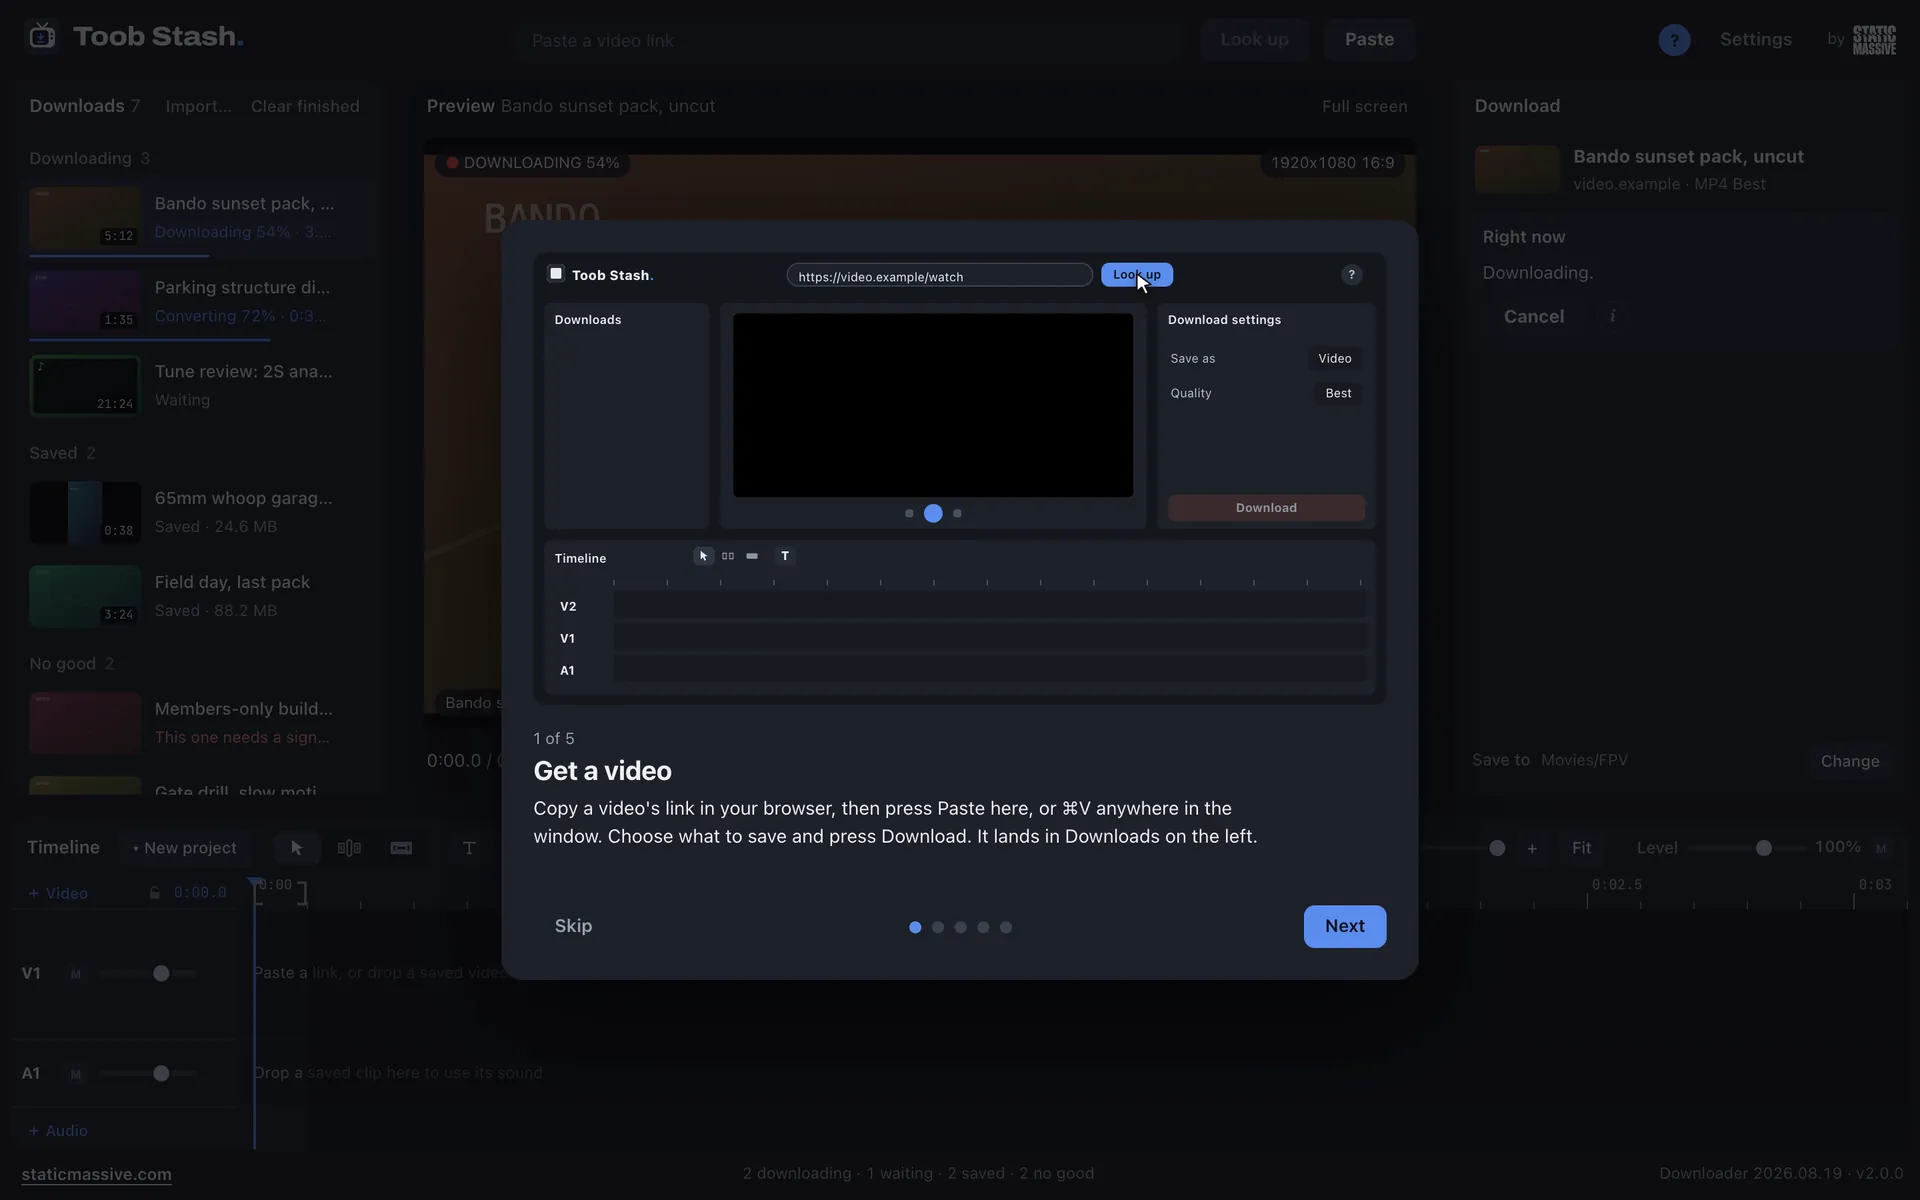 Toob Stash.
Paste a video link
Look up
Paste
?
Settings
by STATIC MASSIVE
Downloads 7
Import...
Clear finished
Preview Bando sunset pack, uncut
Full screen
Download
Downloading 3
DOWNLOADING 54%
1920x1080 16:9
BANDO
Bando sunset pack, uncut
video.example · MP4 Best
Bando sunset pack, ...
Downloading 54% · 3....
5:12
Right now
Downloading.
Cancel
i
Parking structure di...
Converting 72% · 0:3...
1:35
Tune review: 2S ana...
Waiting
21:24
Saved 2
65mm whoop garag...
Saved · 24.6 MB
0:38
Field day, last pack
Saved · 88.2 MB
3:24
No good 2
Members-only build...
This one needs a sign...
Gate drill, slow moti
Bando s
0:00.0 /
Save to Movies/FPV
Change
Toob Stash.
https://video.example/watch
Look up
?
Downloads
Download settings
Save as
Video
Quality
Best
Download
Timeline
T
V2
V1
A1
1 of 5
Get a video
Copy a video's link in your browser, then press Paste here, or ⌘V anywhere in the
window. Choose what to save and press Download. It lands in Downloads on the left.
Skip
Next
Timeline
New project
T
+
Fit
Level
100%
M
+ Video
0:00.0
0:00
0:02.5
0:03
V1
M
Paste a link, or drop a saved video
A1
M
Drop a saved clip here to use its sound
+ Audio
staticmassive.com
2 downloading · 1 waiting · 2 saved · 2 no good
Downloader 2026.08.19 · v2.0.0